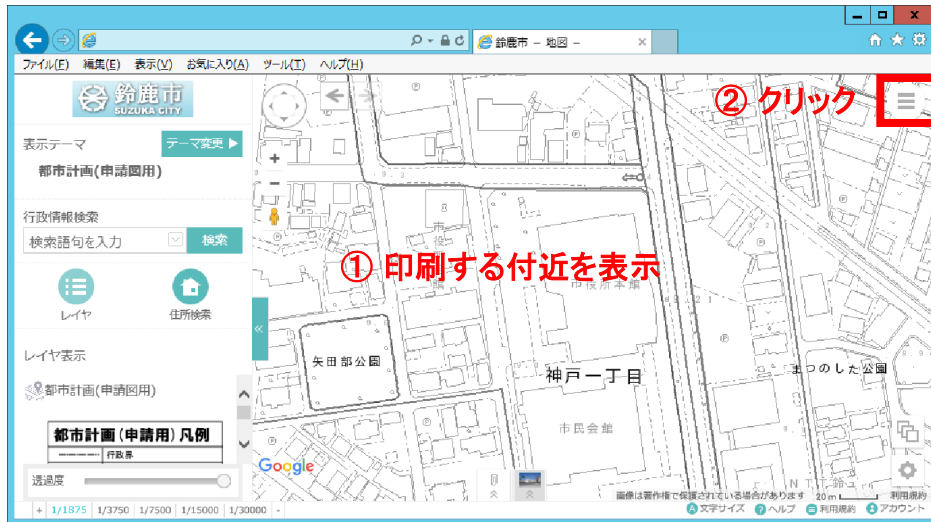 鈴鹿市 － 地図 －
ファイル(F) 編集(E) 表示(V) お気に入り(A) ツール(T) ヘルプ(H)
鈴鹿市
SUZUKA CITY
表示テーマ
テーマ変更 ▶
都市計画(申請図用)
行政情報検索
検索語句を入力
検索
レイヤ
住所検索
レイヤ表示
都市計画(申請図用)
都市計画(申請用)凡例
行政界
透過度
+ 1/1875 1/3750 1/7500 1/15000 1/30000 -
② クリック
① 印刷する付近を表示
市役所本館
矢田部公園
神戸一丁目
まつのした公園
市民会館
Google
画像は著作権で保護されている場合があります 20 m 利用規約
文字サイズ ヘルプ 利用規約 アカウント